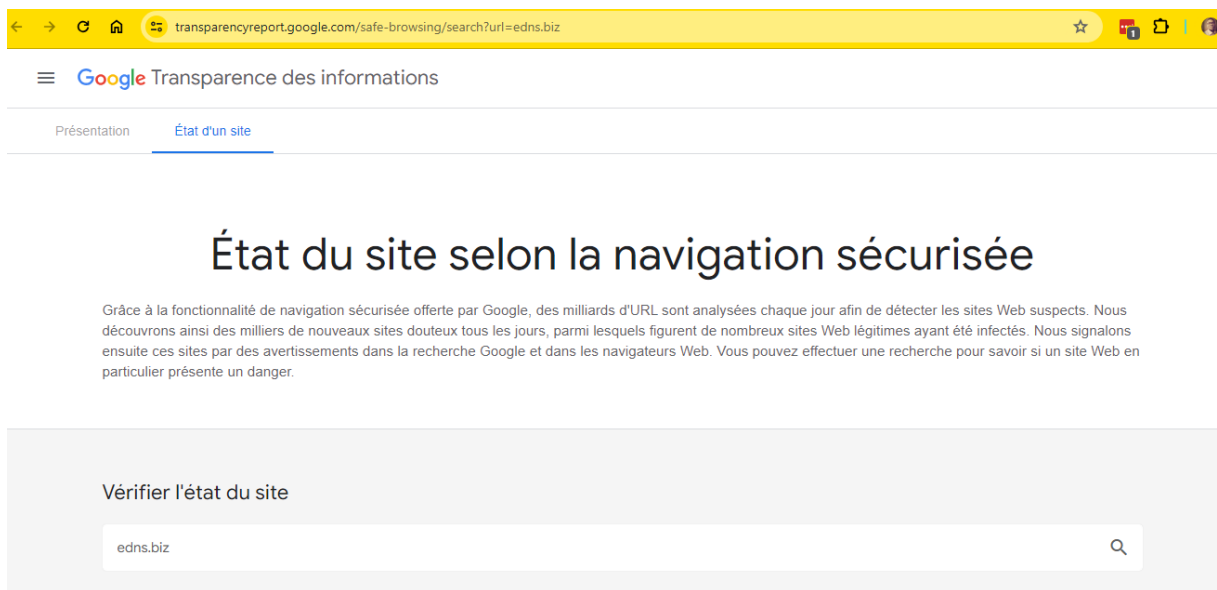 transparencyreport.google.com/safe-browsing/search?url=edns.biz
1
Google Transparence des informations
Présentation
État d'un site
État du site selon la navigation sécurisée
Grâce à la fonctionnalité de navigation sécurisée offerte par Google, des milliards d'URL sont analysées chaque jour afin de détecter les sites Web suspects. Nous
découvrons ainsi des milliers de nouveaux sites douteux tous les jours, parmi lesquels figurent de nombreux sites Web légitimes ayant été infectés. Nous signalons
ensuite ces sites par des avertissements dans la recherche Google et dans les navigateurs Web. Vous pouvez effectuer une recherche pour savoir si un site Web en
particulier présente un danger.
Vérifier l'état du site
edns.biz